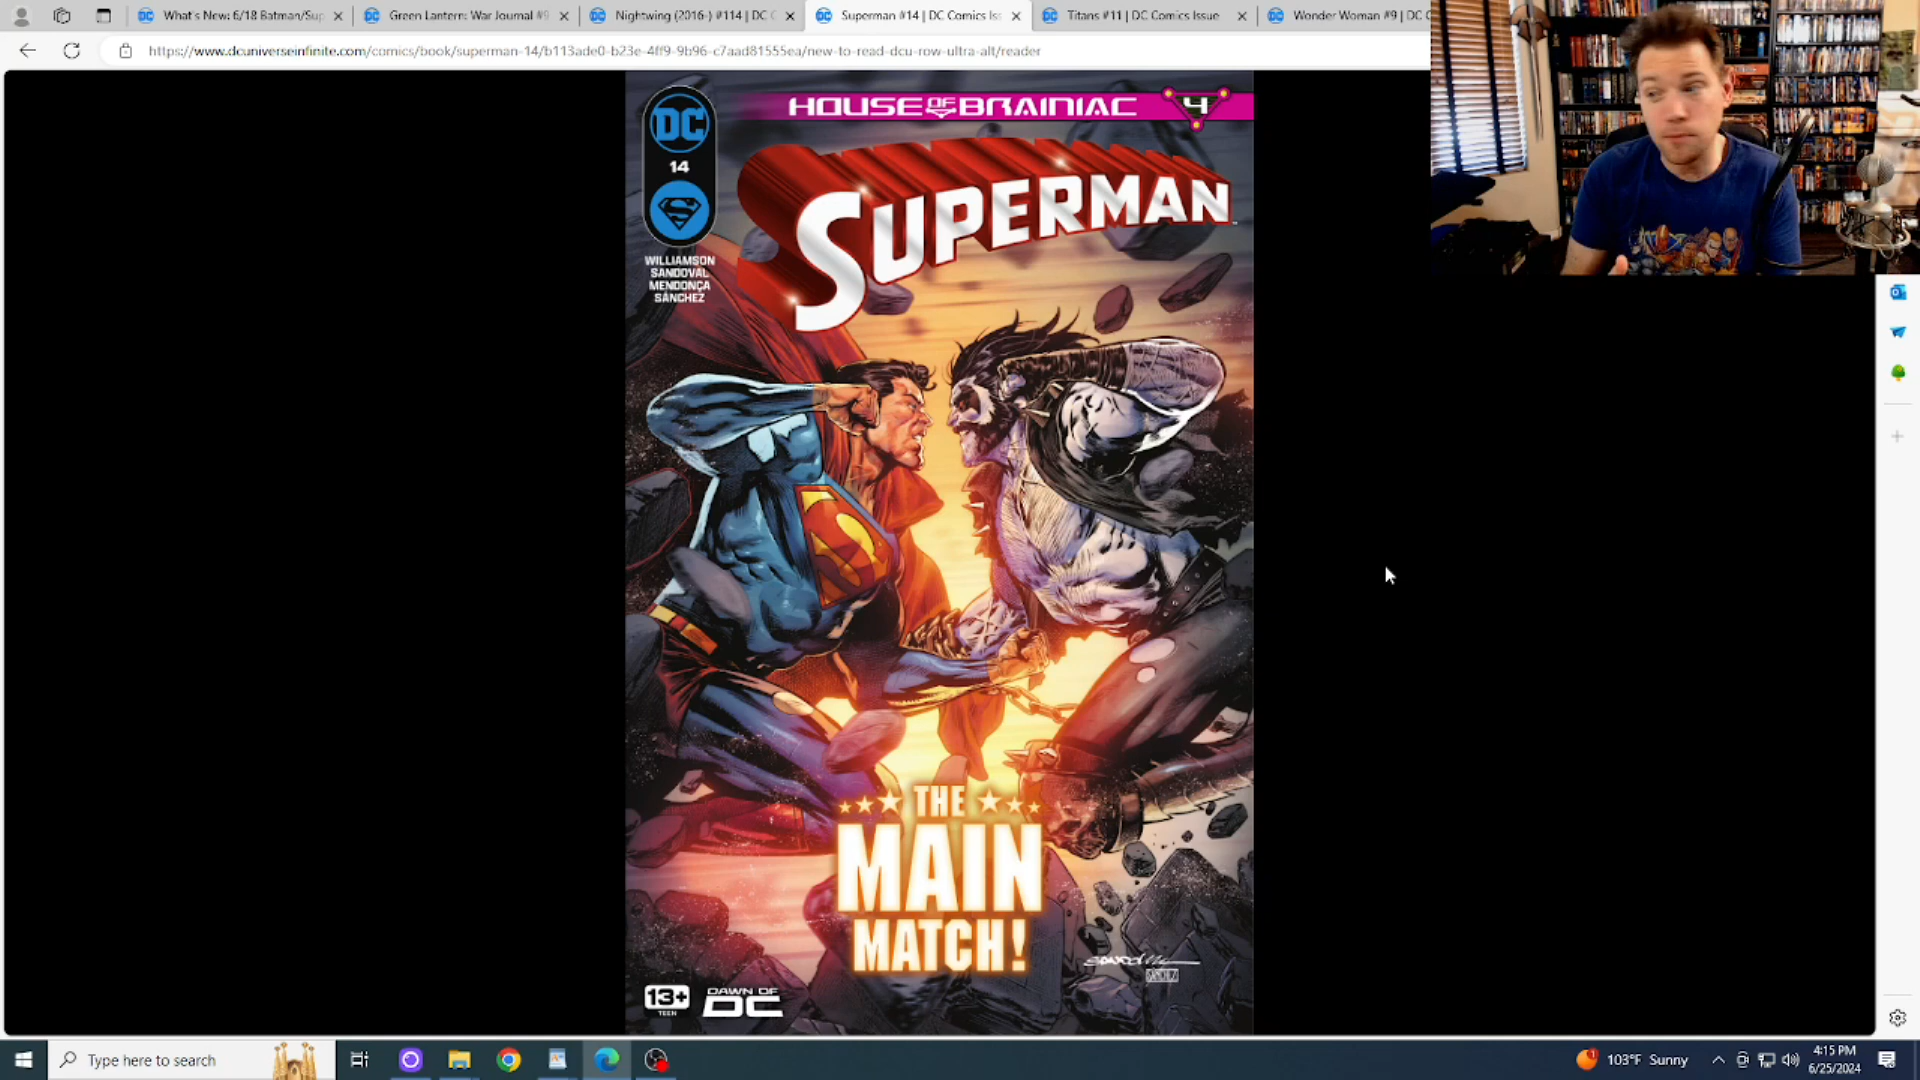 What's New: 6/18 Batman/Sup
Green Lantern: War Journal #9
Nightwing (2016-) #114 | DC C
Superman #14 | DC Comics Iss
Titans #11 | DC Comics Issue
Wonder Woman #9 | DC C
https://www.dcuniverseinfinite.com/comics/book/superman-14/b113ade0-b23e-4ff9-9b96-c7aad81555ea/new-to-read-dcu-row-ultra-alt/reader
HOUSE OF BRAINIAC 4
DC
14
SUPERMAN
WILLIAMSON
SANDOVAL
MENDONÇA
SÁNCHEZ
THE
MAIN
MATCH!
SANDOVAL
SÁNCHEZ
13+
TEEN
DAWN OF
DC
Type here to search
103°F Sunny
4:15 PM
6/25/2024